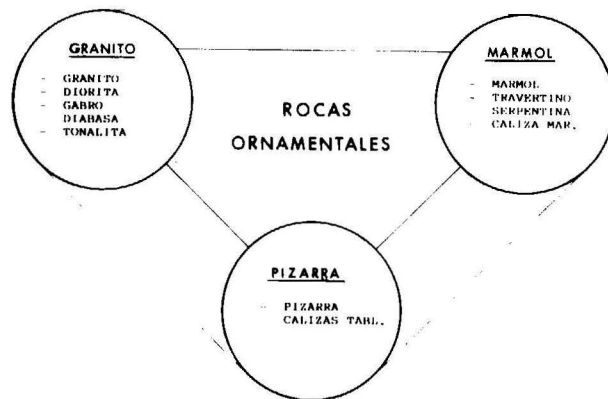 GRANITO
- GRANITO
- DIORITA
- GABRO
- DIABASA
- TONALITA
MARMOL
- MARMOL
- TRAVERTINO
- SERPENTINA
- CALIZA MAR.
ROCAS
ORNAMENTALES
PIZARRA
- PIZARRA
CALIZAS TABL.